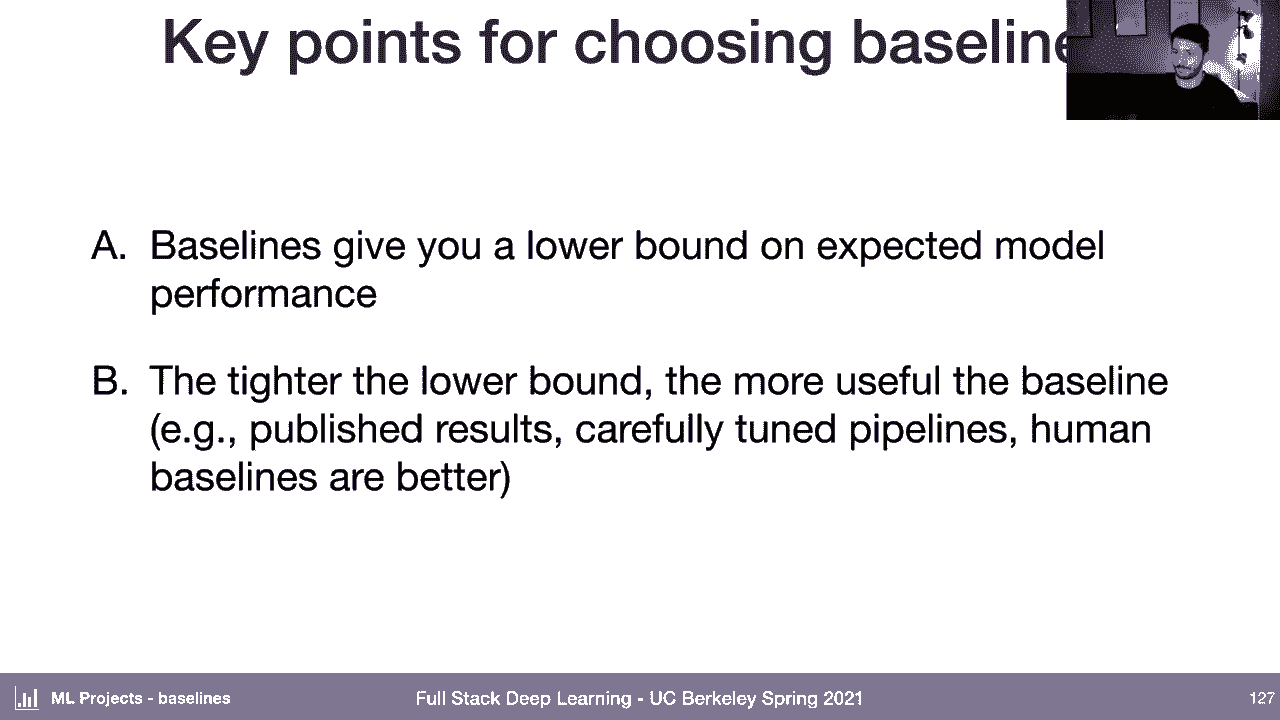 Key points for choosing baseline
A. Baselines give you a lower bound on expected model
performance
B. The tighter the lower bound, the more useful the baseline
(e.g., published results, carefully tuned pipelines, human
baselines are better)
ML Projects - baselines
Full Stack Deep Learning - UC Berkeley Spring 2021
127